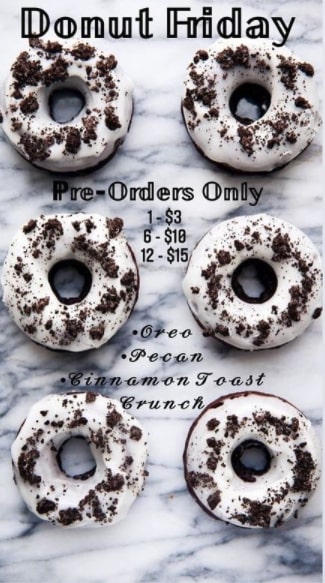 Donut Friday
Pre-Orders Only
1 - $3
6 - $10
12 - $15
•Oreo
•Pecan
•Cinnamon Toast
Crunch